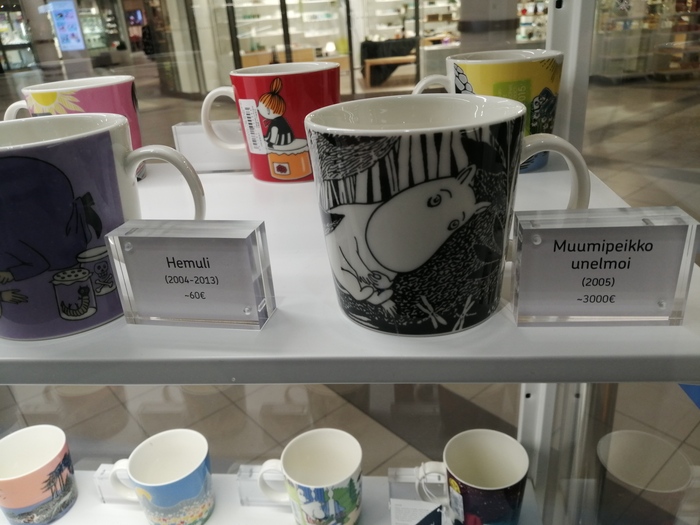 Hemuli
(2004-2013)
~60€
Muumipeikko
unelmoi
(2005)
~3000€